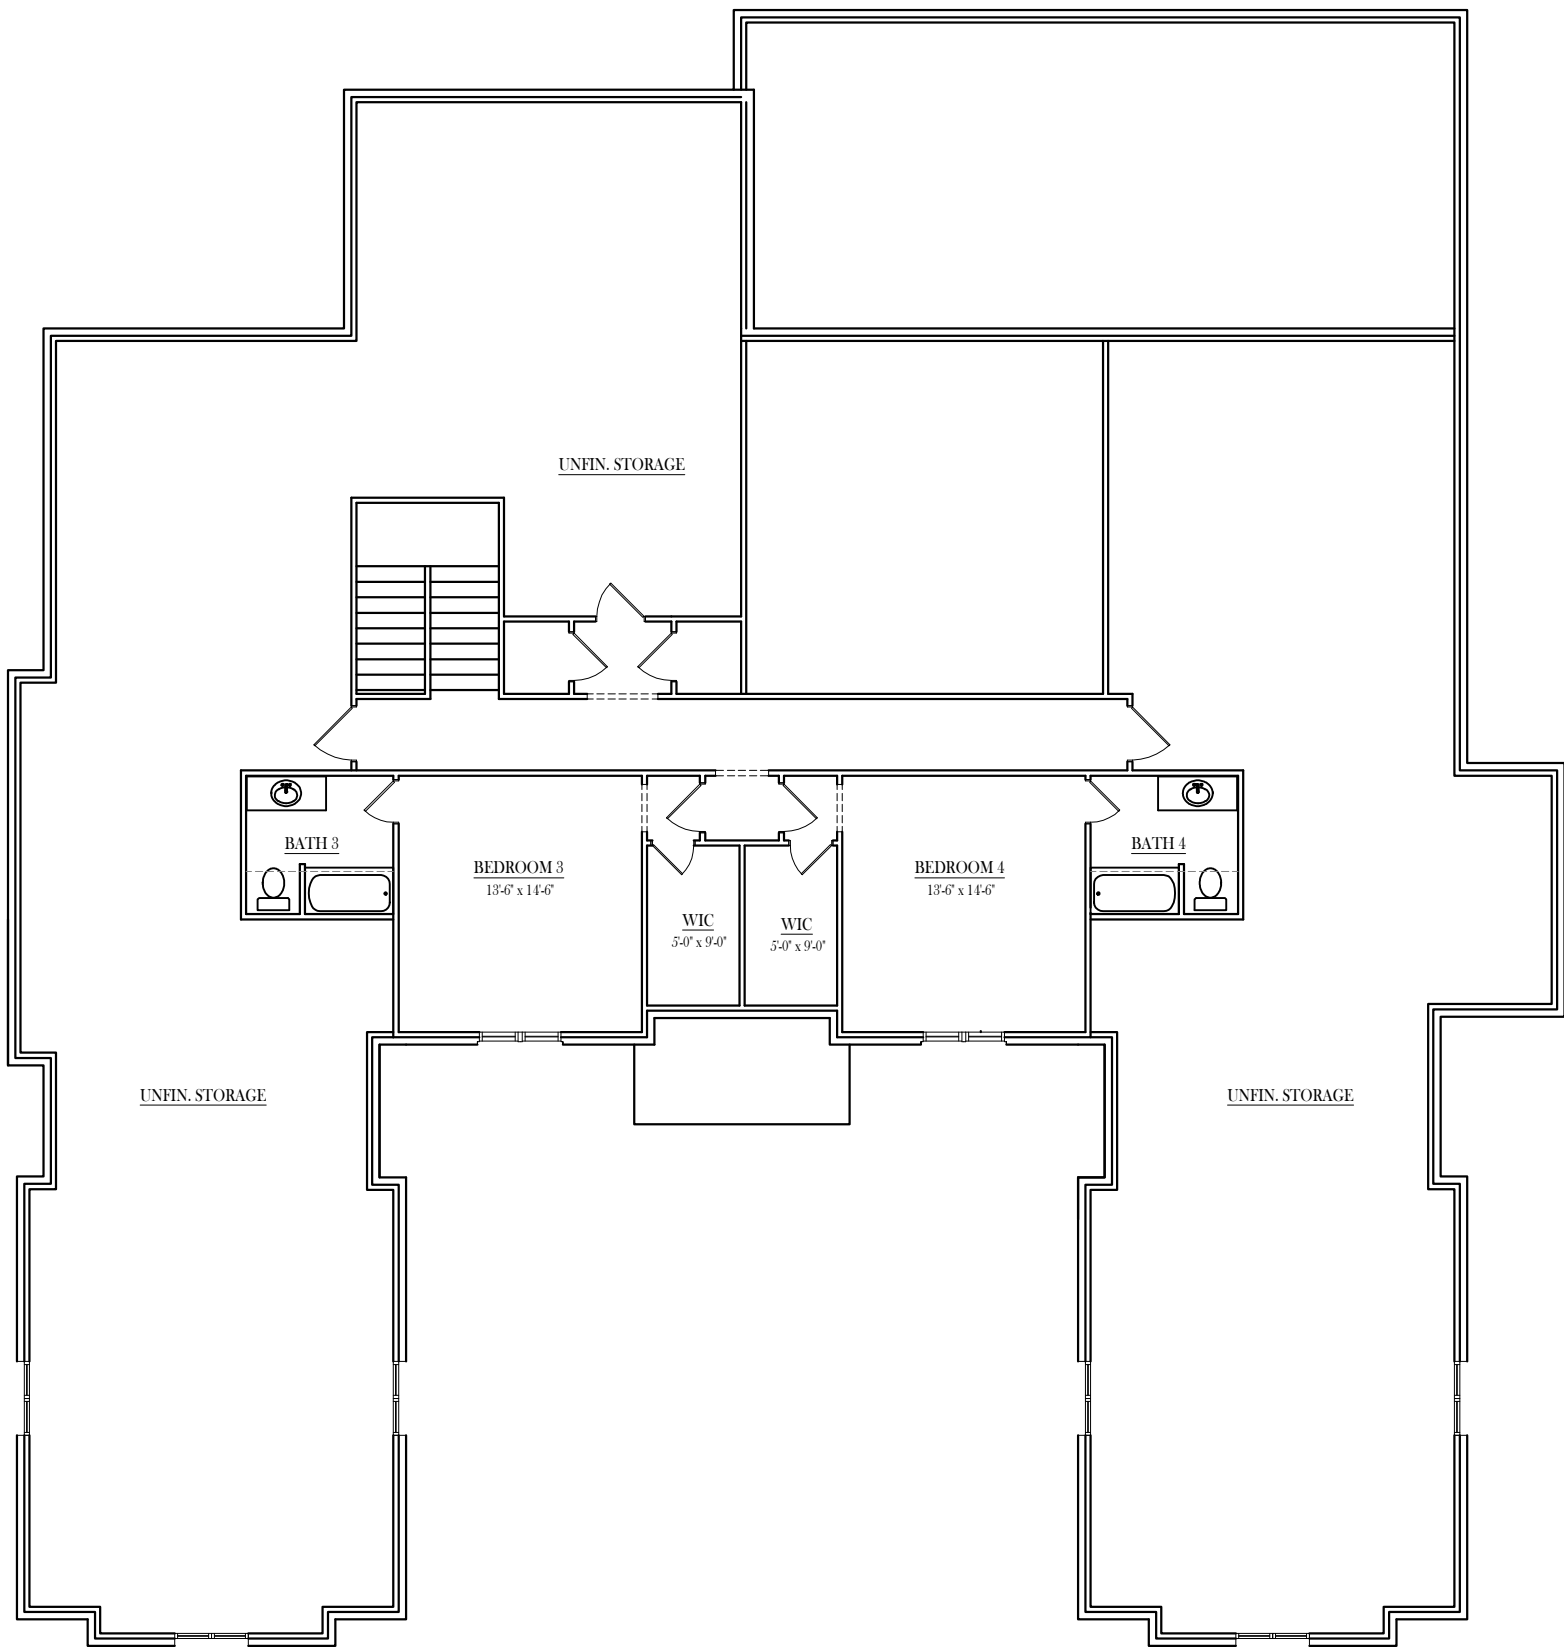 UNFIN. STORAGE
BATH 3
BEDROOM 3
13'-6" x 14'-6"
WIC
5'-0" x 9'-0"
WIC
5'-0" x 9'-0"
BEDROOM 4
13'-6" x 14'-6"
BATH 4
UNFIN. STORAGE
UNFIN. STORAGE